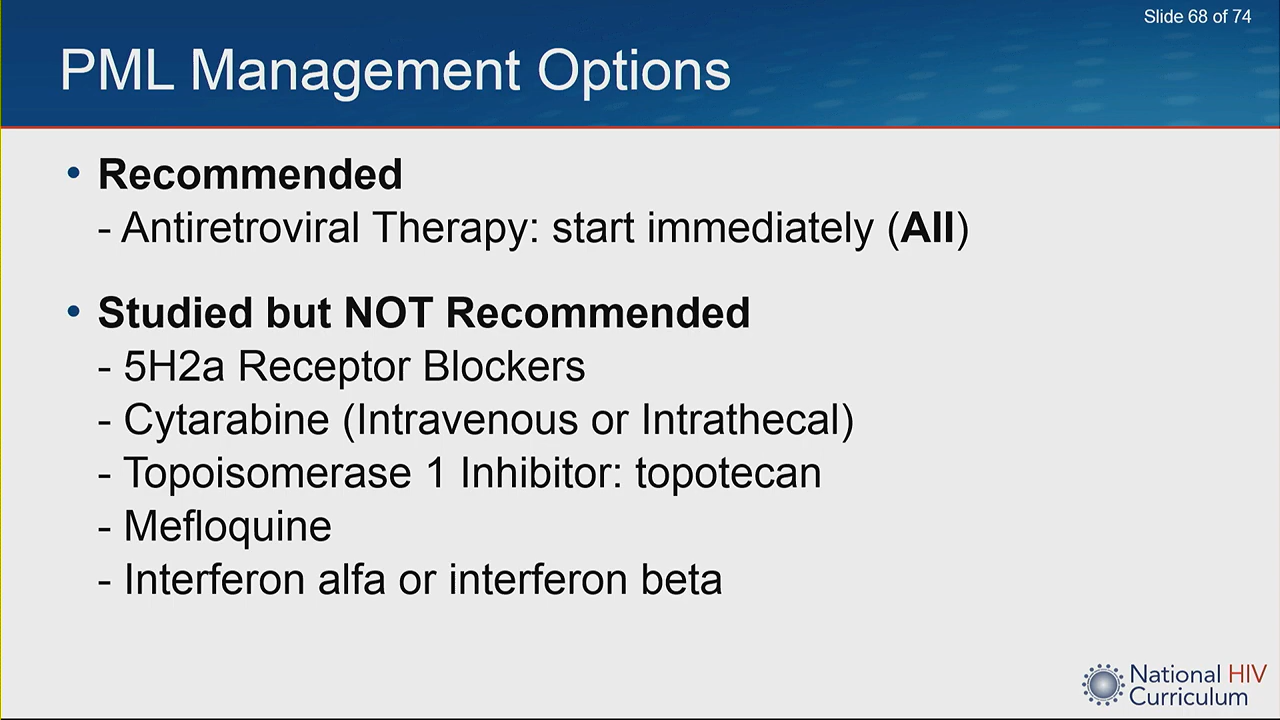 Slide 68 of 74
PML Management Options
• Recommended
- Antiretroviral Therapy: start immediately (AII)
• Studied but NOT Recommended
- 5H2a Receptor Blockers
- Cytarabine (Intravenous or Intrathecal)
- Topoisomerase 1 Inhibitor: topotecan
- Mefloquine
- Interferon alfa or interferon beta
National HIV
Curriculum